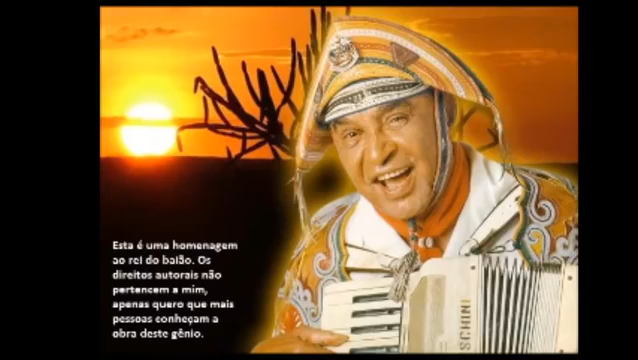 Esta é uma homenagem
ao rei do baião. Os
direitos autorais não
pertencem a mim,
apenas quero que mais
pessoas conheçam a
obra deste gênio.
SCHINI